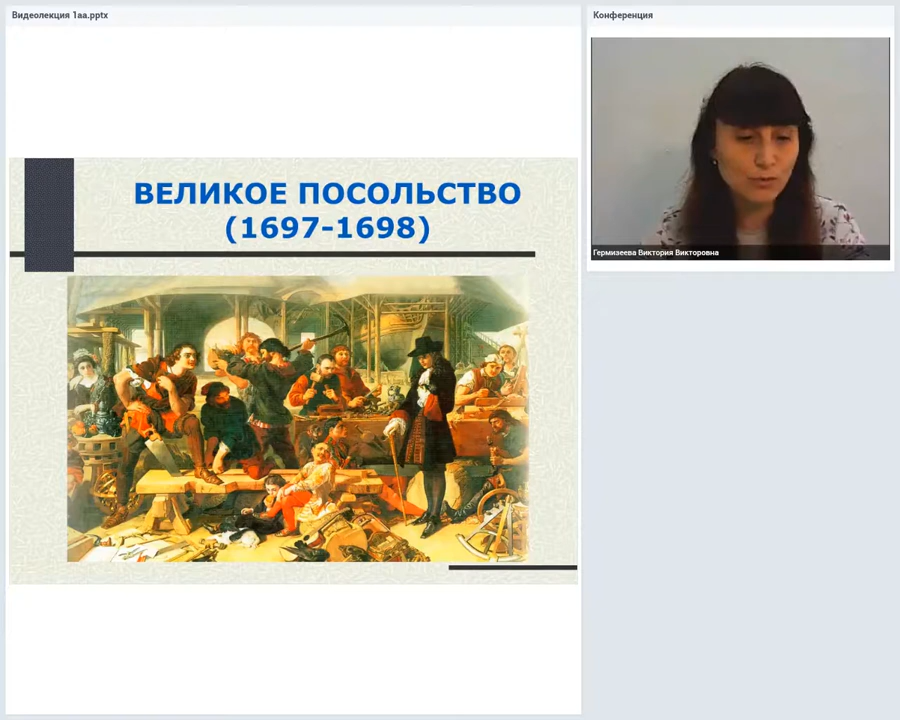 Видеолекция 1аа.pptx
Конференция
ВЕЛИКОЕ ПОСОЛЬСТВО
(1697-1698)
Гермизеева Виктория Викторовна